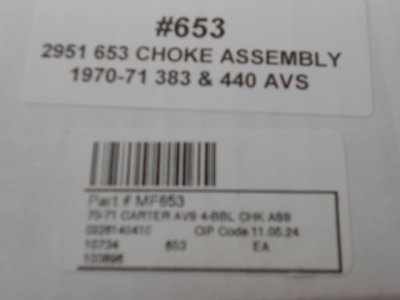 #653
2951 653 CHOKE ASSEMBLY
1970-71 383 & 440 AVS
Part # MF653
70-71 CARTER AVS 4-BBL CHK ASS
CIP Code 11.05.24
10734 653 EA